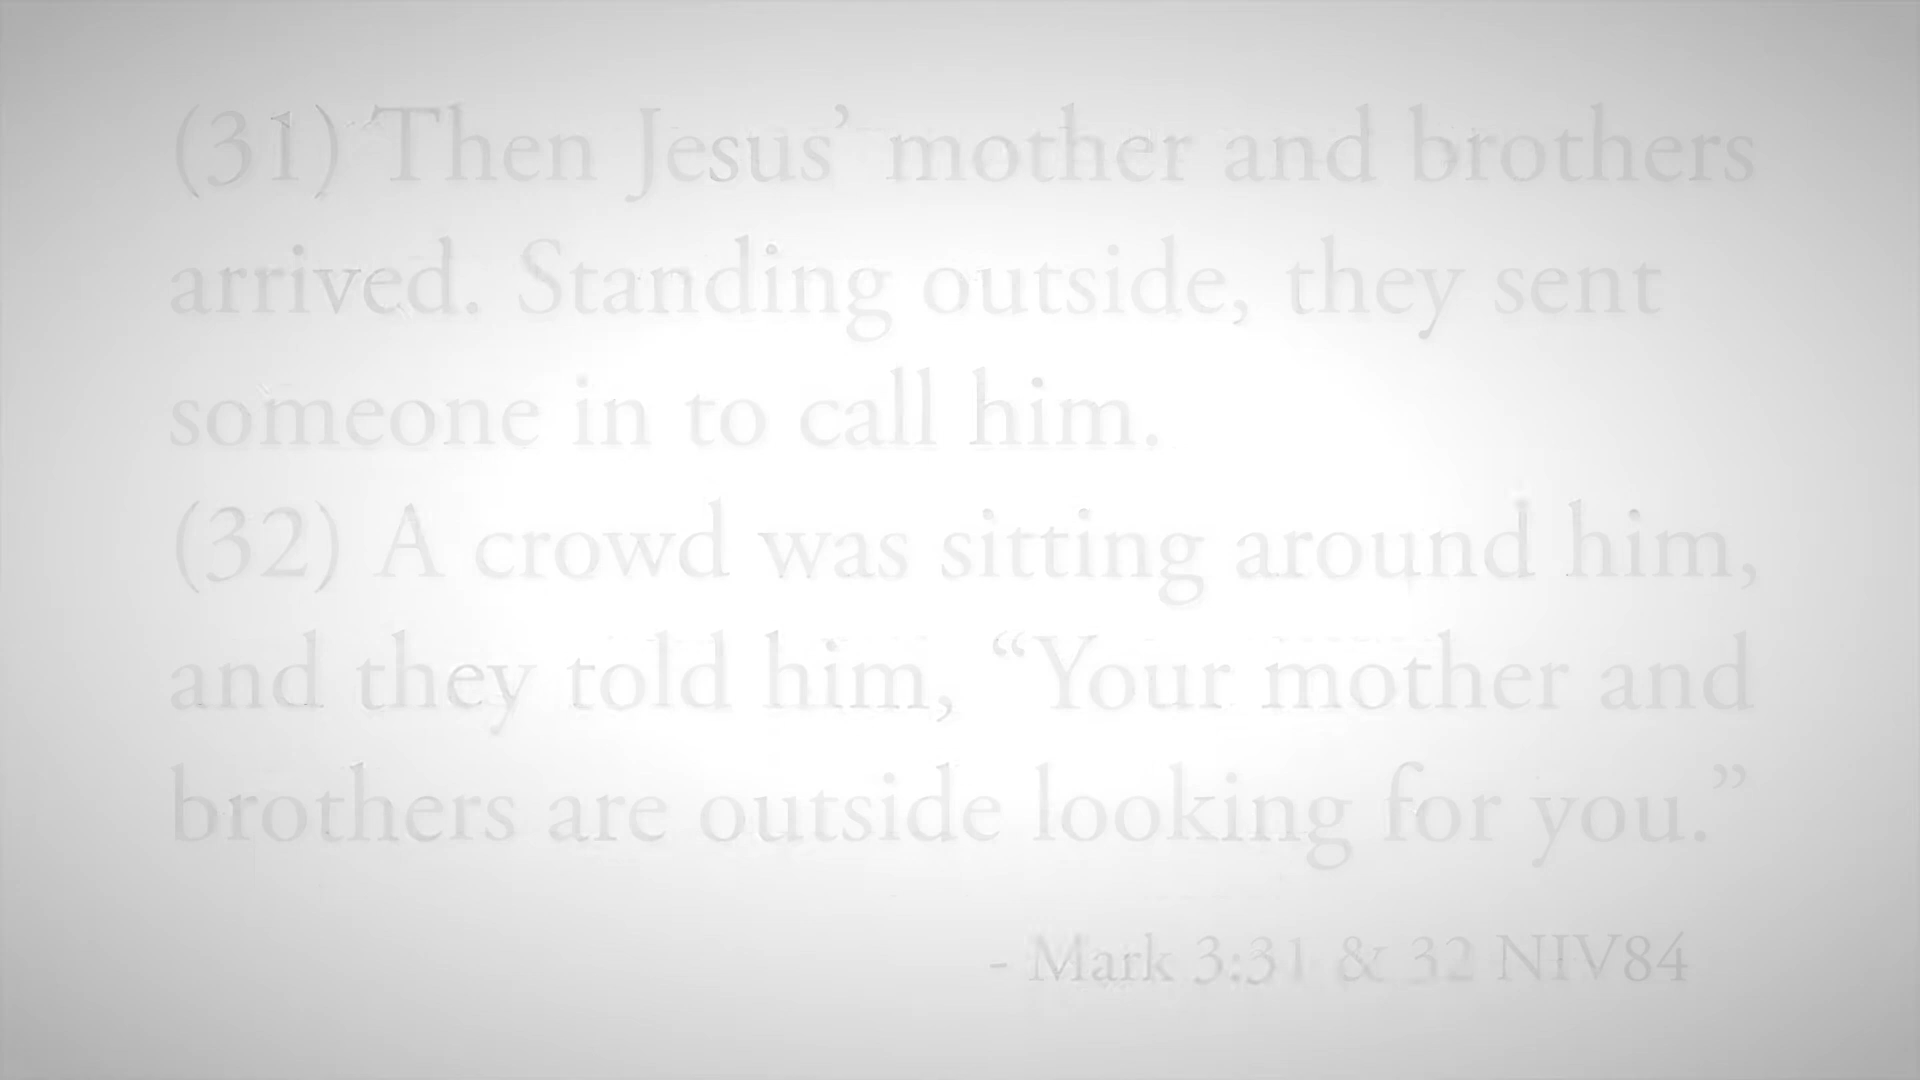 (31) Then Jesus’ mother and brothers
arrived. Standing outside, they sent
someone in to call him.
(32) A crowd was sitting around him,
and they told him, “Your mother and
brothers are outside looking for you.”
- Mark 3:31 & 32 NIV84